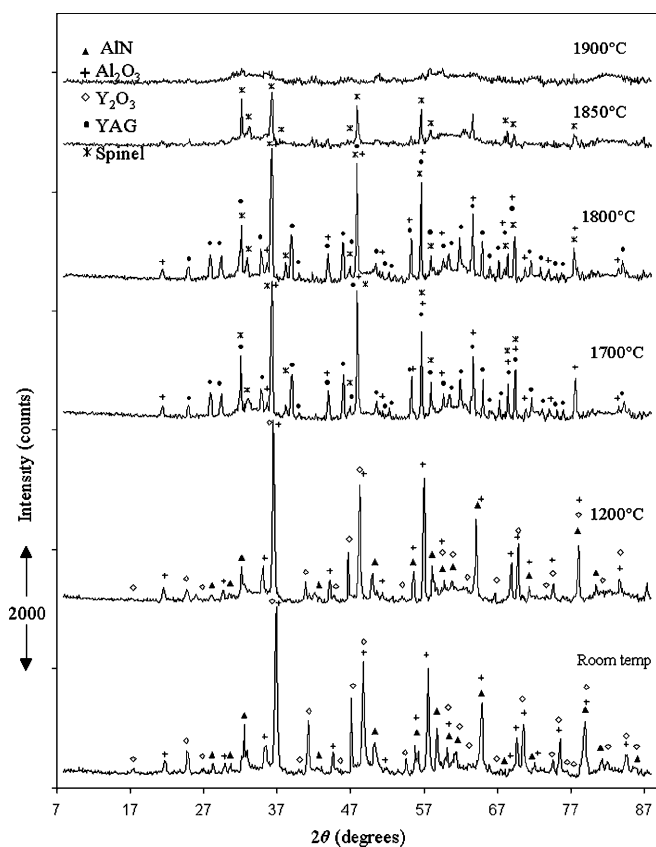 AlN
Al₂O₃
Y₂O₃
YAG
Spinel
1900°C
1850°C
1800°C
1700°C
1200°C
Room temp
Intensity (counts)
2000
7 17 27 37 47 57 67 77 87
2θ (degrees)